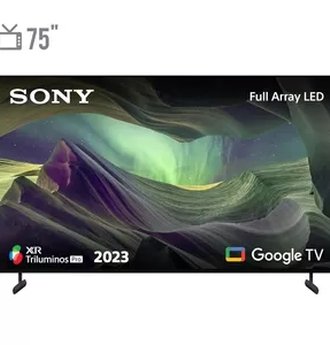 75"
SONY
Full Array LED
XR
Triluminos Pro
2023
Google TV